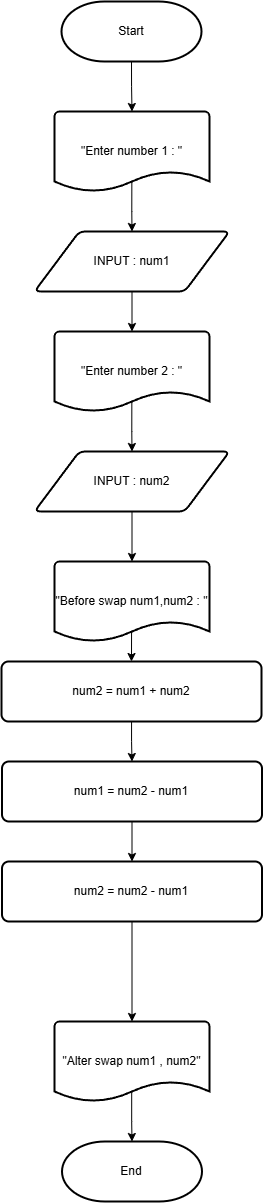 Start
"Enter number 1 : "
INPUT : num1
"Enter number 2 : "
INPUT : num2
"Before swap num1,num2 : "
num2 = num1 + num2
num1 = num2 - num1
num2 = num2 - num1
"Alter swap num1 , num2"
End